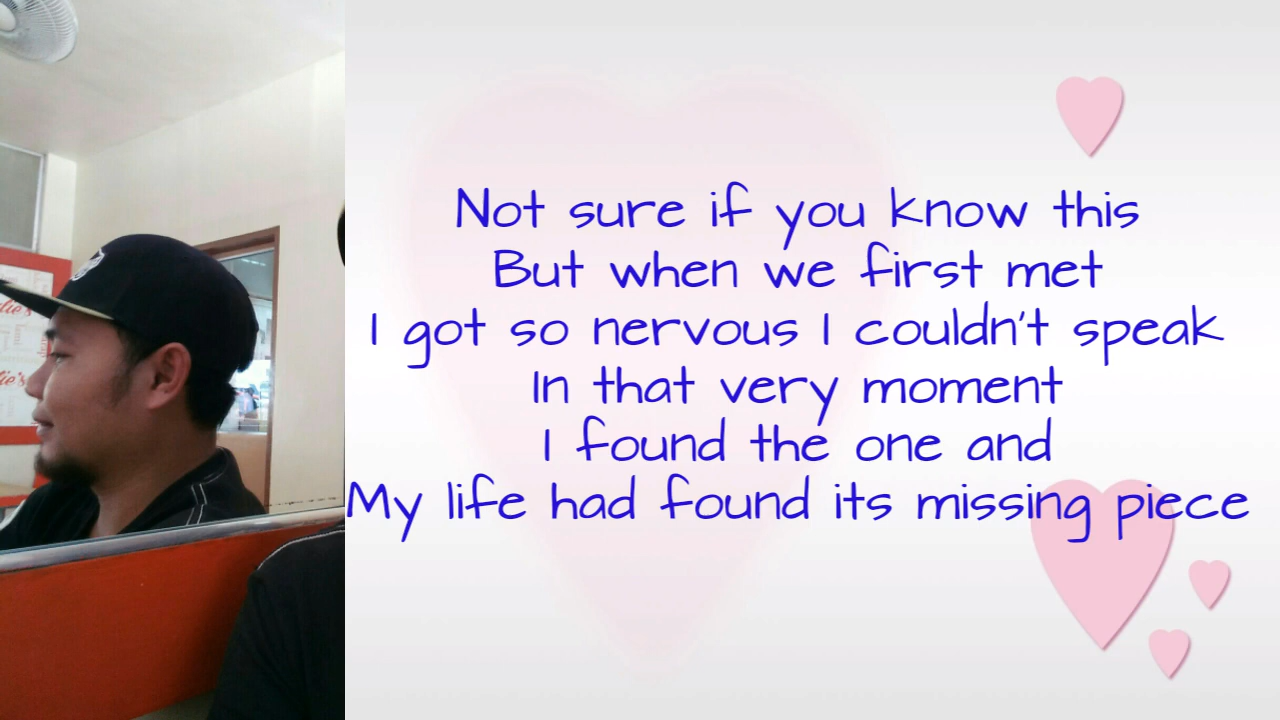 Not sure if you know this
But when we first met
I got so nervous I couldn't speak
In that very moment
I found the one and
My life had found its missing piece